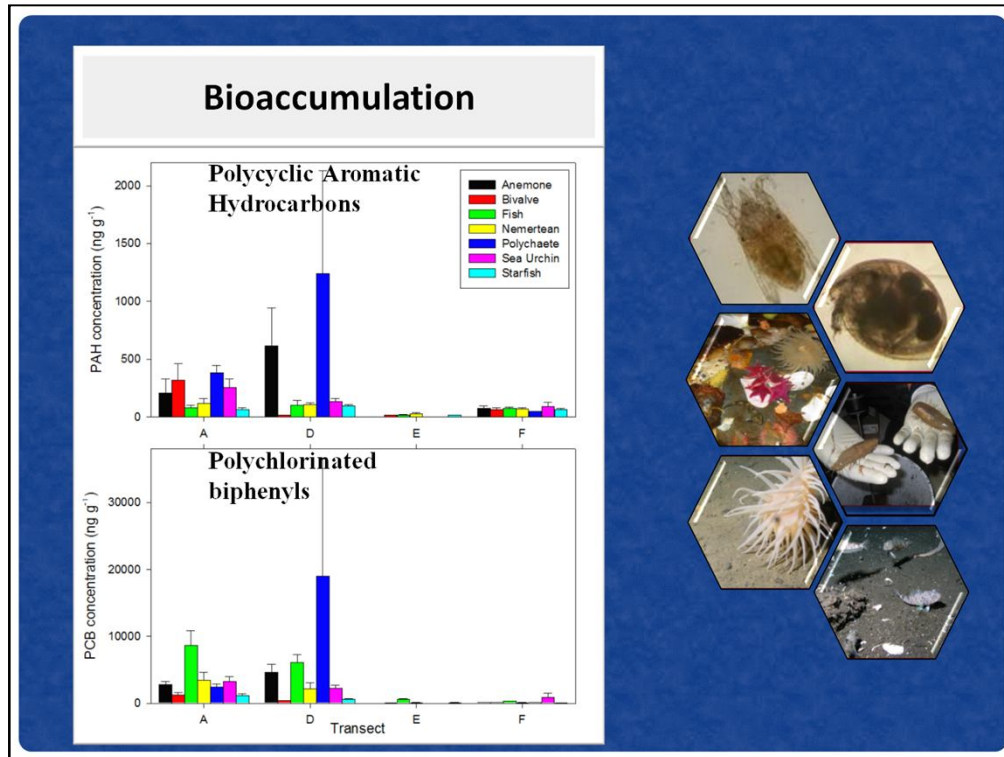 Bioaccumulation
Polycyclic Aromatic
Hydrocarbons
2000
1500
1000
500
0
PAH concentration (ng g⁻¹)
Anemone
Bivalve
Fish
Nemertean
Polychaete
Sea Urchin
Starfish
A D E F
Polychlorinated
biphenyls
30000
20000
10000
0
PCB concentration (ng g⁻¹)
A D E F
Transect